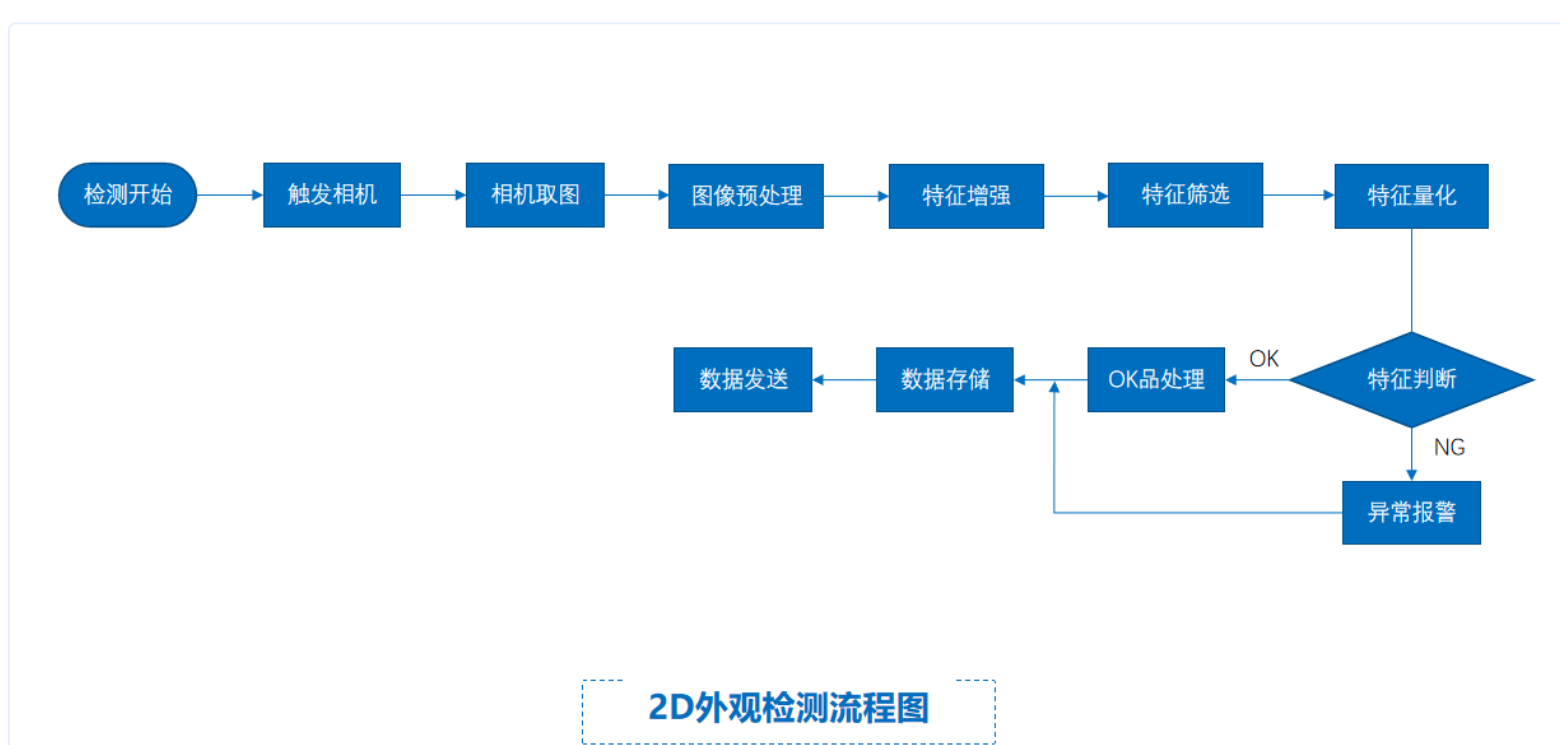 检测开始
触发相机
相机取图
图像预处理
特征增强
特征筛选
特征量化
特征判断
OK
OK品处理
数据存储
数据发送
NG
异常报警
2D外观检测流程图